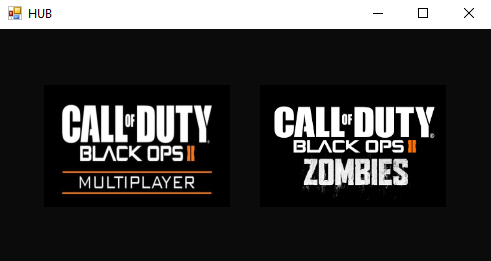 HUB
CALL OF DUTY
BLACK OPS II
MULTIPLAYER
CALL OF DUTY®
BLACK OPS II
ZOMBIES